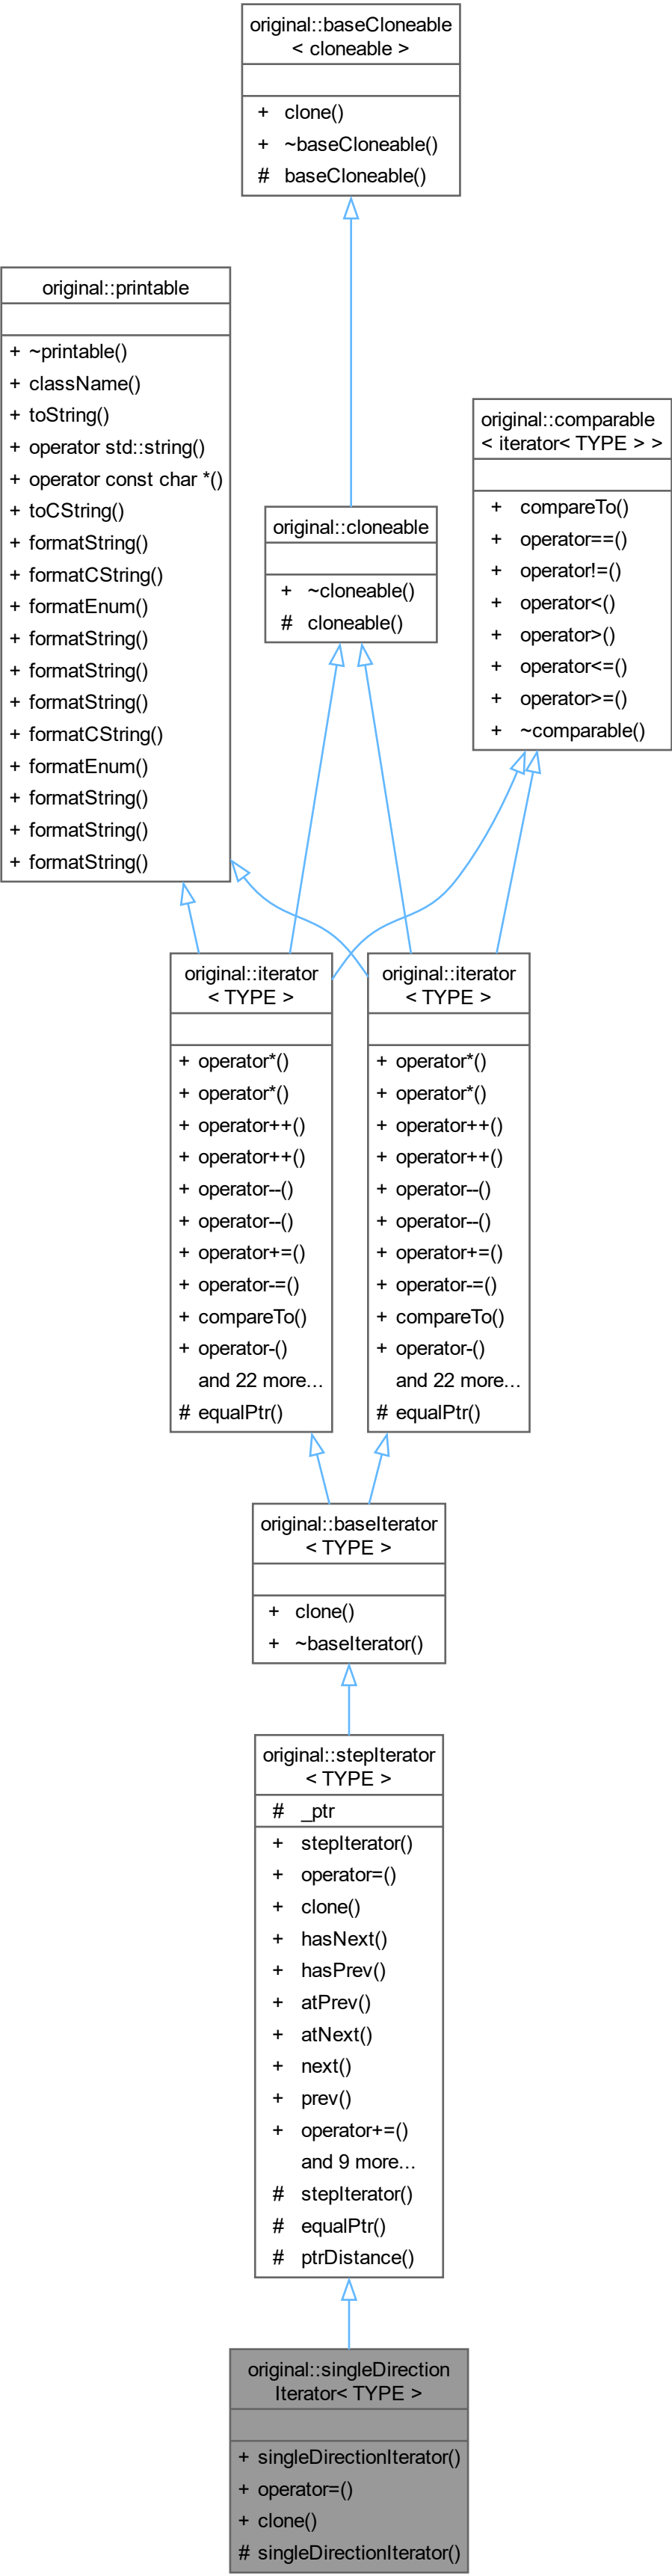 original::baseCloneable
< cloneable >
+ clone()
+ ~baseCloneable()
# baseCloneable()
original::printable
+ ~printable()
+ className()
+ toString()
+ operator std::string()
+ operator const char *()
+ toCString()
+ formatString()
+ formatCString()
+ formatEnum()
+ formatString()
+ formatString()
+ formatString()
+ formatCString()
+ formatEnum()
+ formatString()
+ formatString()
+ formatString()
original::comparable
< iterator< TYPE > >
+ compareTo()
+ operator==()
+ operator!=()
+ operator<()
+ operator>()
+ operator<=()
+ operator>=()
+ ~comparable()
original::cloneable
+ ~cloneable()
# cloneable()
original::iterator
< TYPE >
+ operator*()
+ operator*()
+ operator++()
+ operator++()
+ operator--()
+ operator--()
+ operator+=()
+ operator-=()
+ compareTo()
+ operator-()
and 22 more...
# equalPtr()
original::iterator
< TYPE >
+ operator*()
+ operator*()
+ operator++()
+ operator++()
+ operator--()
+ operator--()
+ operator+=()
+ operator-=()
+ compareTo()
+ operator-()
and 22 more...
# equalPtr()
original::baseIterator
< TYPE >
+ clone()
+ ~baseIterator()
original::stepIterator
< TYPE >
# _ptr
+ stepIterator()
+ operator=()
+ clone()
+ hasNext()
+ hasPrev()
+ atPrev()
+ atNext()
+ next()
+ prev()
+ operator+=()
and 9 more...
# stepIterator()
# equalPtr()
# ptrDistance()
original::singleDirection
Iterator< TYPE >
+ singleDirectionIterator()
+ operator=()
+ clone()
# singleDirectionIterator()